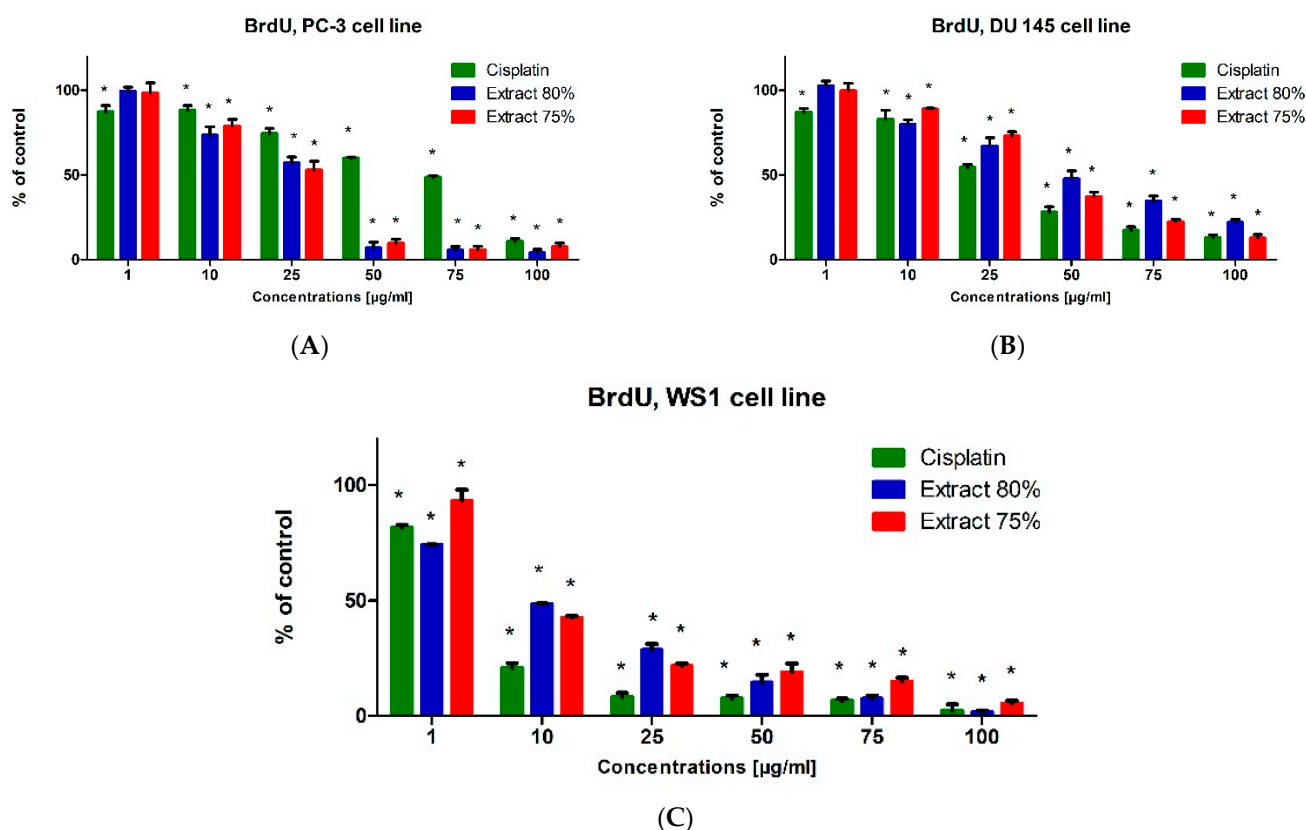 BrdU, PC-3 cell line
Cisplatin
Extract 80%
Extract 75%
% of control
100
50
0
* * * * * * * * * * * * * * * *
1 10 25 50 75 100
Concentrations [µg/ml]
(A)
BrdU, DU 145 cell line
Cisplatin
Extract 80%
Extract 75%
% of control
100
50
0
* * * * * * * * * * * * * * * *
1 10 25 50 75 100
Concentrations [µg/ml]
(B)
BrdU, WS1 cell line
Cisplatin
Extract 80%
Extract 75%
% of control
100
50
0
* * * * * * * * * * * * * * * * * *
1 10 25 50 75 100
Concentrations [µg/ml]
(C)